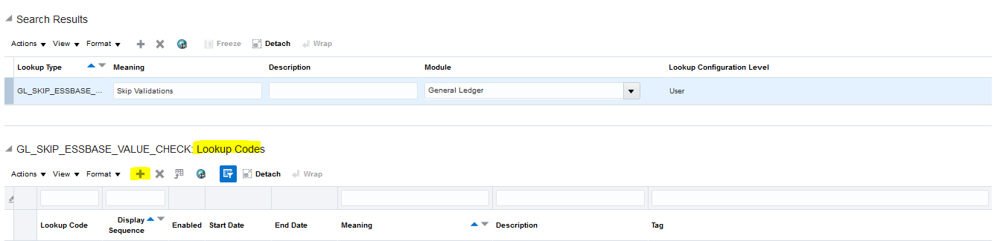 Search Results
Actions View Format Freeze Detach Wrap
Lookup Type Meaning Description Module Lookup Configuration Level
GL_SKIP_ESSBASE_... Skip Validations General Ledger User
GL_SKIP_ESSBASE_VALUE_CHECK: Lookup Codes
Actions View Format Detach Wrap
Lookup Code Display Sequence Enabled Start Date End Date Meaning Description Tag